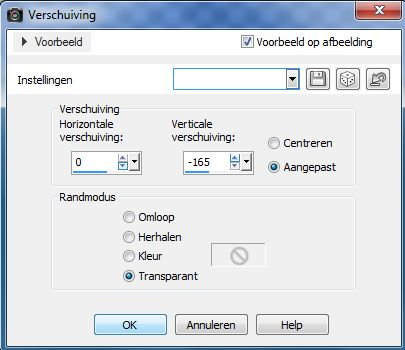 Verschuiving
Voorbeeld
Voorbeeld op afbeelding
Instellingen
Verschuiving
Horizontale verschuiving:
Verticale verschuiving:
0
-165
Centreren
Aangepast
Randmodus
Omloop
Herhalen
Kleur
Transparant
OK
Annuleren
Help